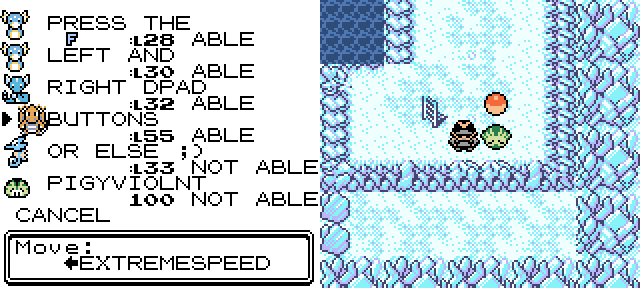 PRESS THE
F :L28 ABLE
LEFT AND
:L30 ABLE
RIGHT DPAD
:L32 ABLE
BUTTONS
:L55 ABLE
OR ELSE ;)
:L33 NOT ABLE
PIGYVIOLNT
100 NOT ABLE
CANCEL
Move:
←EXTREMESPEED